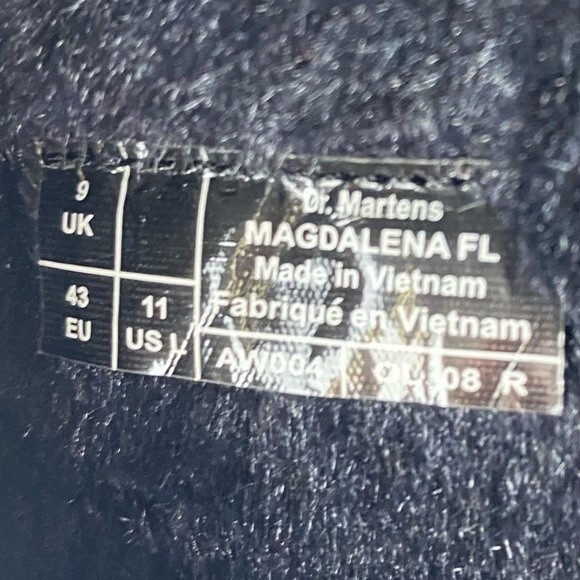 9
UK
43
EU
11
US L
Dr. Martens
MAGDALENA FL
Made in Vietnam
Fabriqué en Vietnam
AW004
08 R